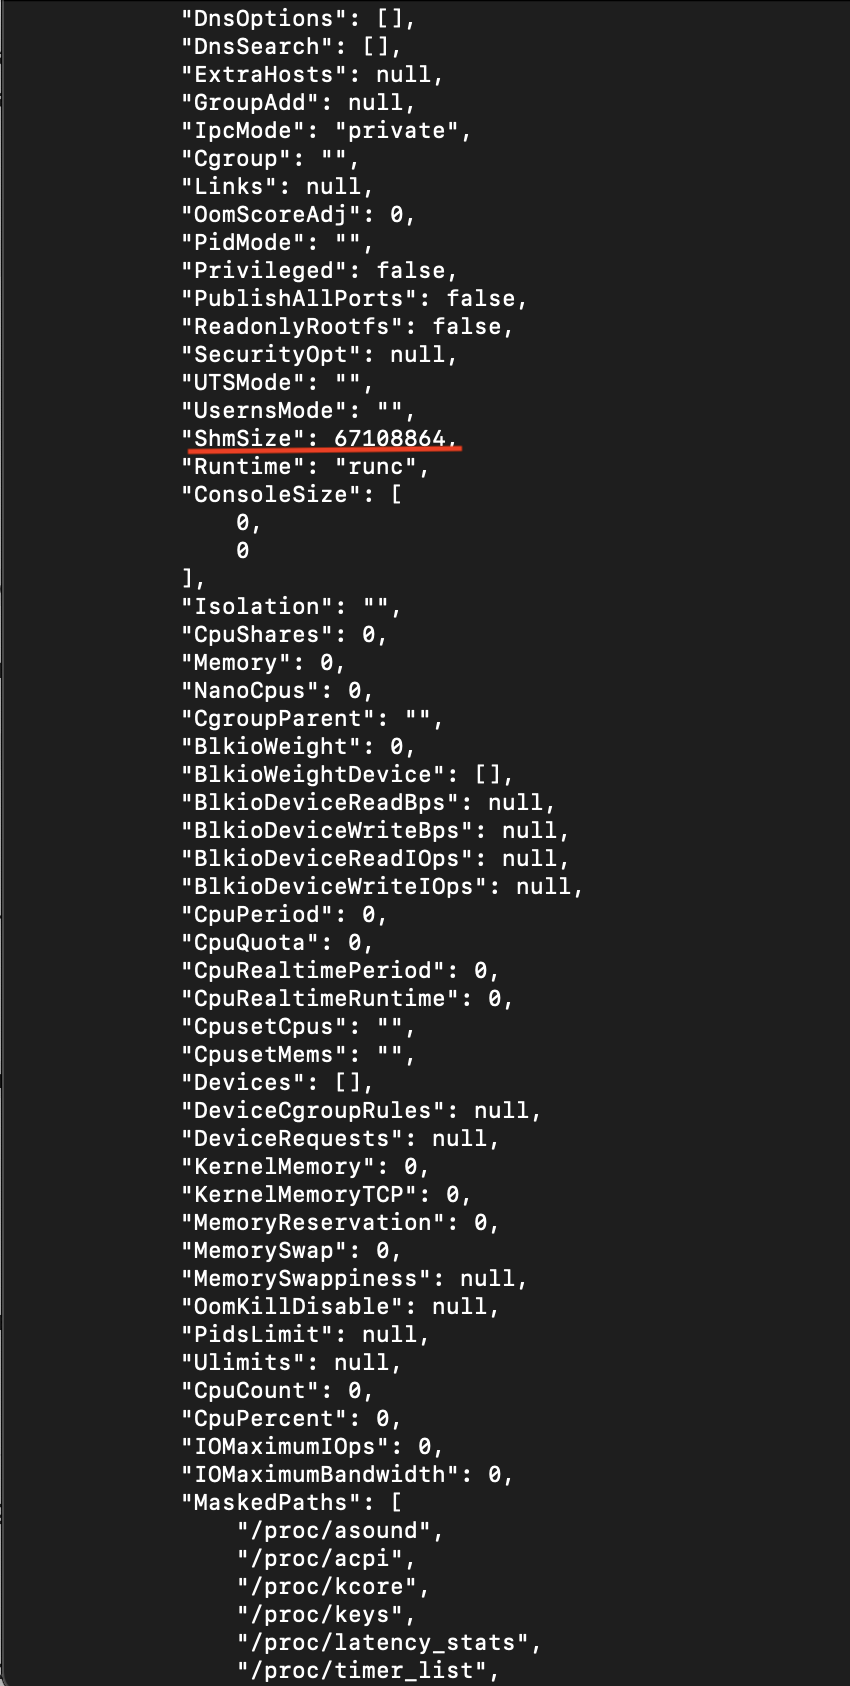 "DnsOptions": [],
"DnsSearch": [],
"ExtraHosts": null,
"GroupAdd": null,
"IpcMode": "private",
"Cgroup": "",
"Links": null,
"OomScoreAdj": 0,
"PidMode": "",
"Privileged": false,
"PublishAllPorts": false,
"ReadonlyRootfs": false,
"SecurityOpt": null,
"UTSMode": "",
"UsernsMode": "",
"ShmSize": 67108864,
"Runtime": "runc",
"ConsoleSize": [
0,
0
],
"Isolation": "",
"CpuShares": 0,
"Memory": 0,
"NanoCpus": 0,
"CgroupParent": "",
"BlkioWeight": 0,
"BlkioWeightDevice": [],
"BlkioDeviceReadBps": null,
"BlkioDeviceWriteBps": null,
"BlkioDeviceReadIOps": null,
"BlkioDeviceWriteIOps": null,
"CpuPeriod": 0,
"CpuQuota": 0,
"CpuRealtimePeriod": 0,
"CpuRealtimeRuntime": 0,
"CpusetCpus": "",
"CpusetMems": "",
"Devices": [],
"DeviceCgroupRules": null,
"DeviceRequests": null,
"KernelMemory": 0,
"KernelMemoryTCP": 0,
"MemoryReservation": 0,
"MemorySwap": 0,
"MemorySwappiness": null,
"OomKillDisable": null,
"PidsLimit": null,
"Ulimits": null,
"CpuCount": 0,
"CpuPercent": 0,
"IOMaximumIOps": 0,
"IOMaximumBandwidth": 0,
"MaskedPaths": [
"/proc/asound",
"/proc/acpi",
"/proc/kcore",
"/proc/keys",
"/proc/latency_stats",
"/proc/timer_list",